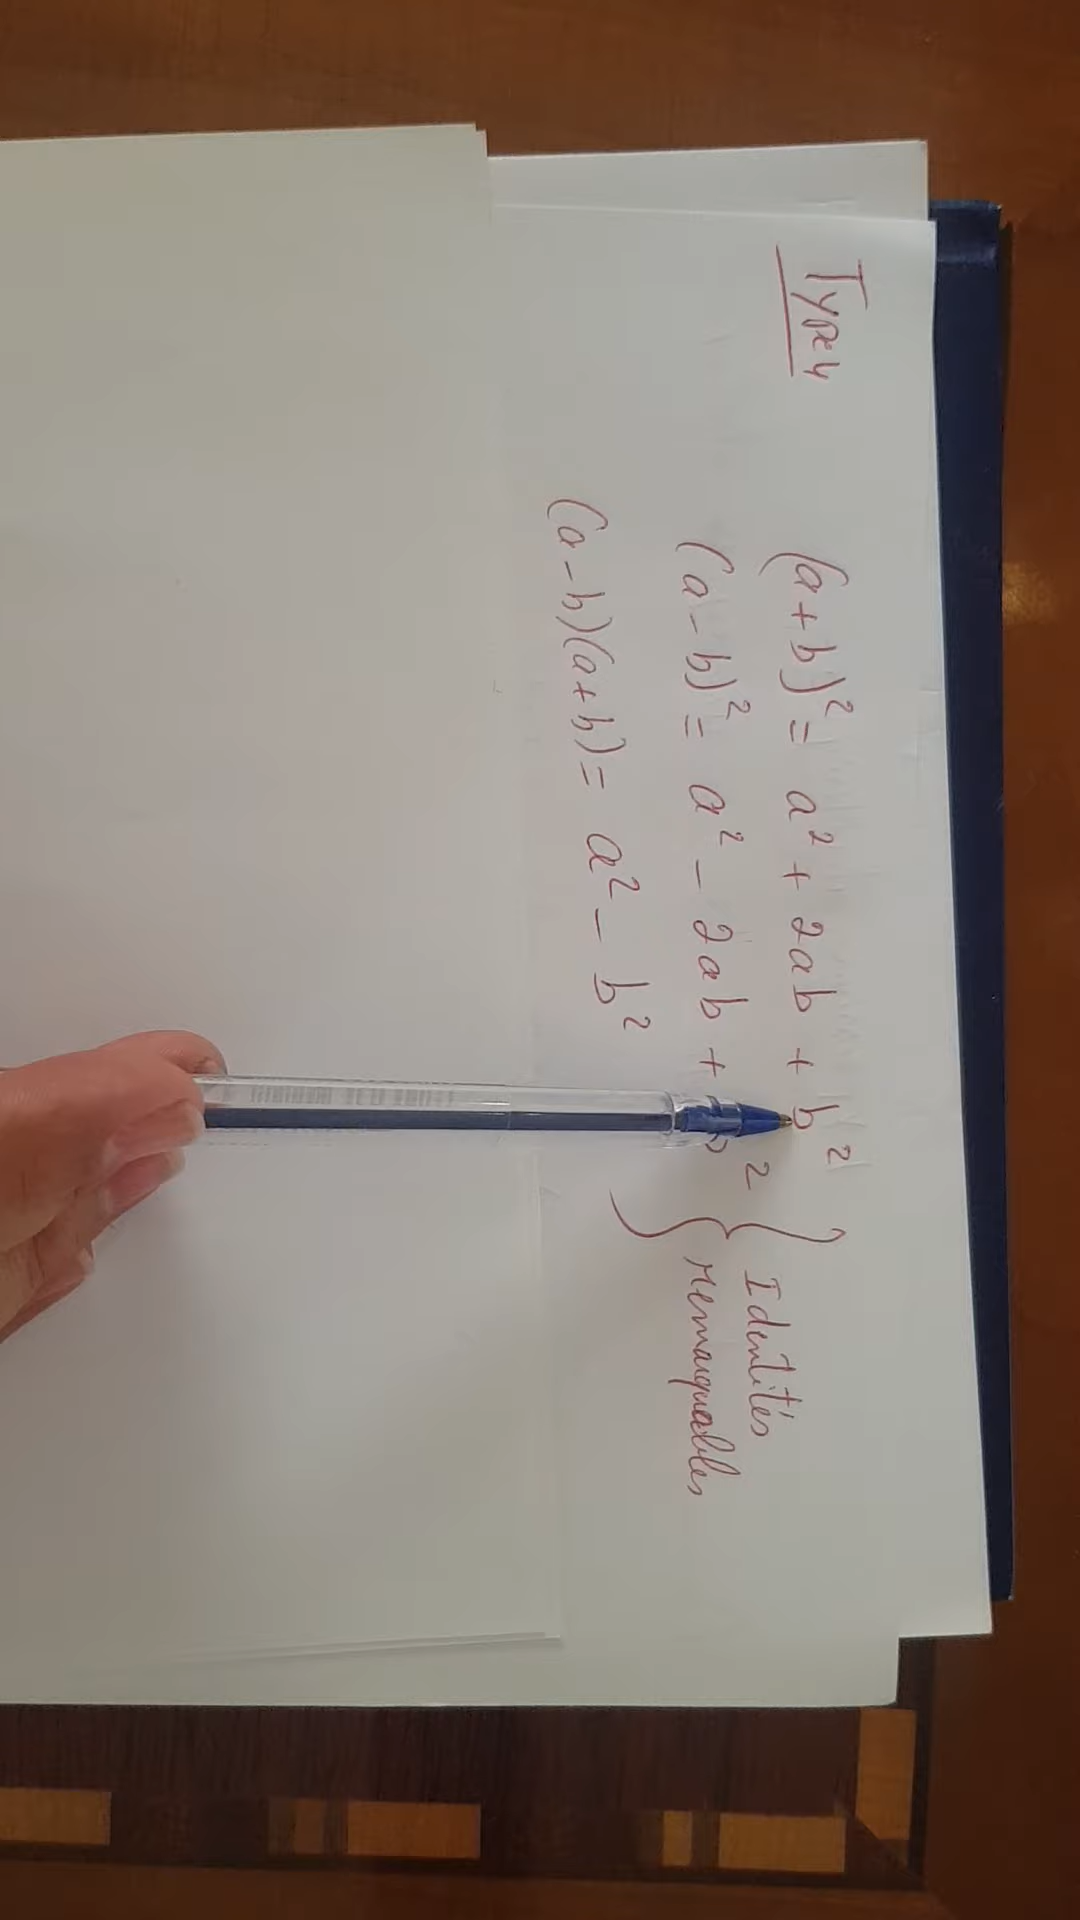 Type 4
(a+b)² = a² + 2ab + b²
(a-b)² = a² - 2ab + b²
(a-b)(a+b) = a² - b²
Identités
remarquables